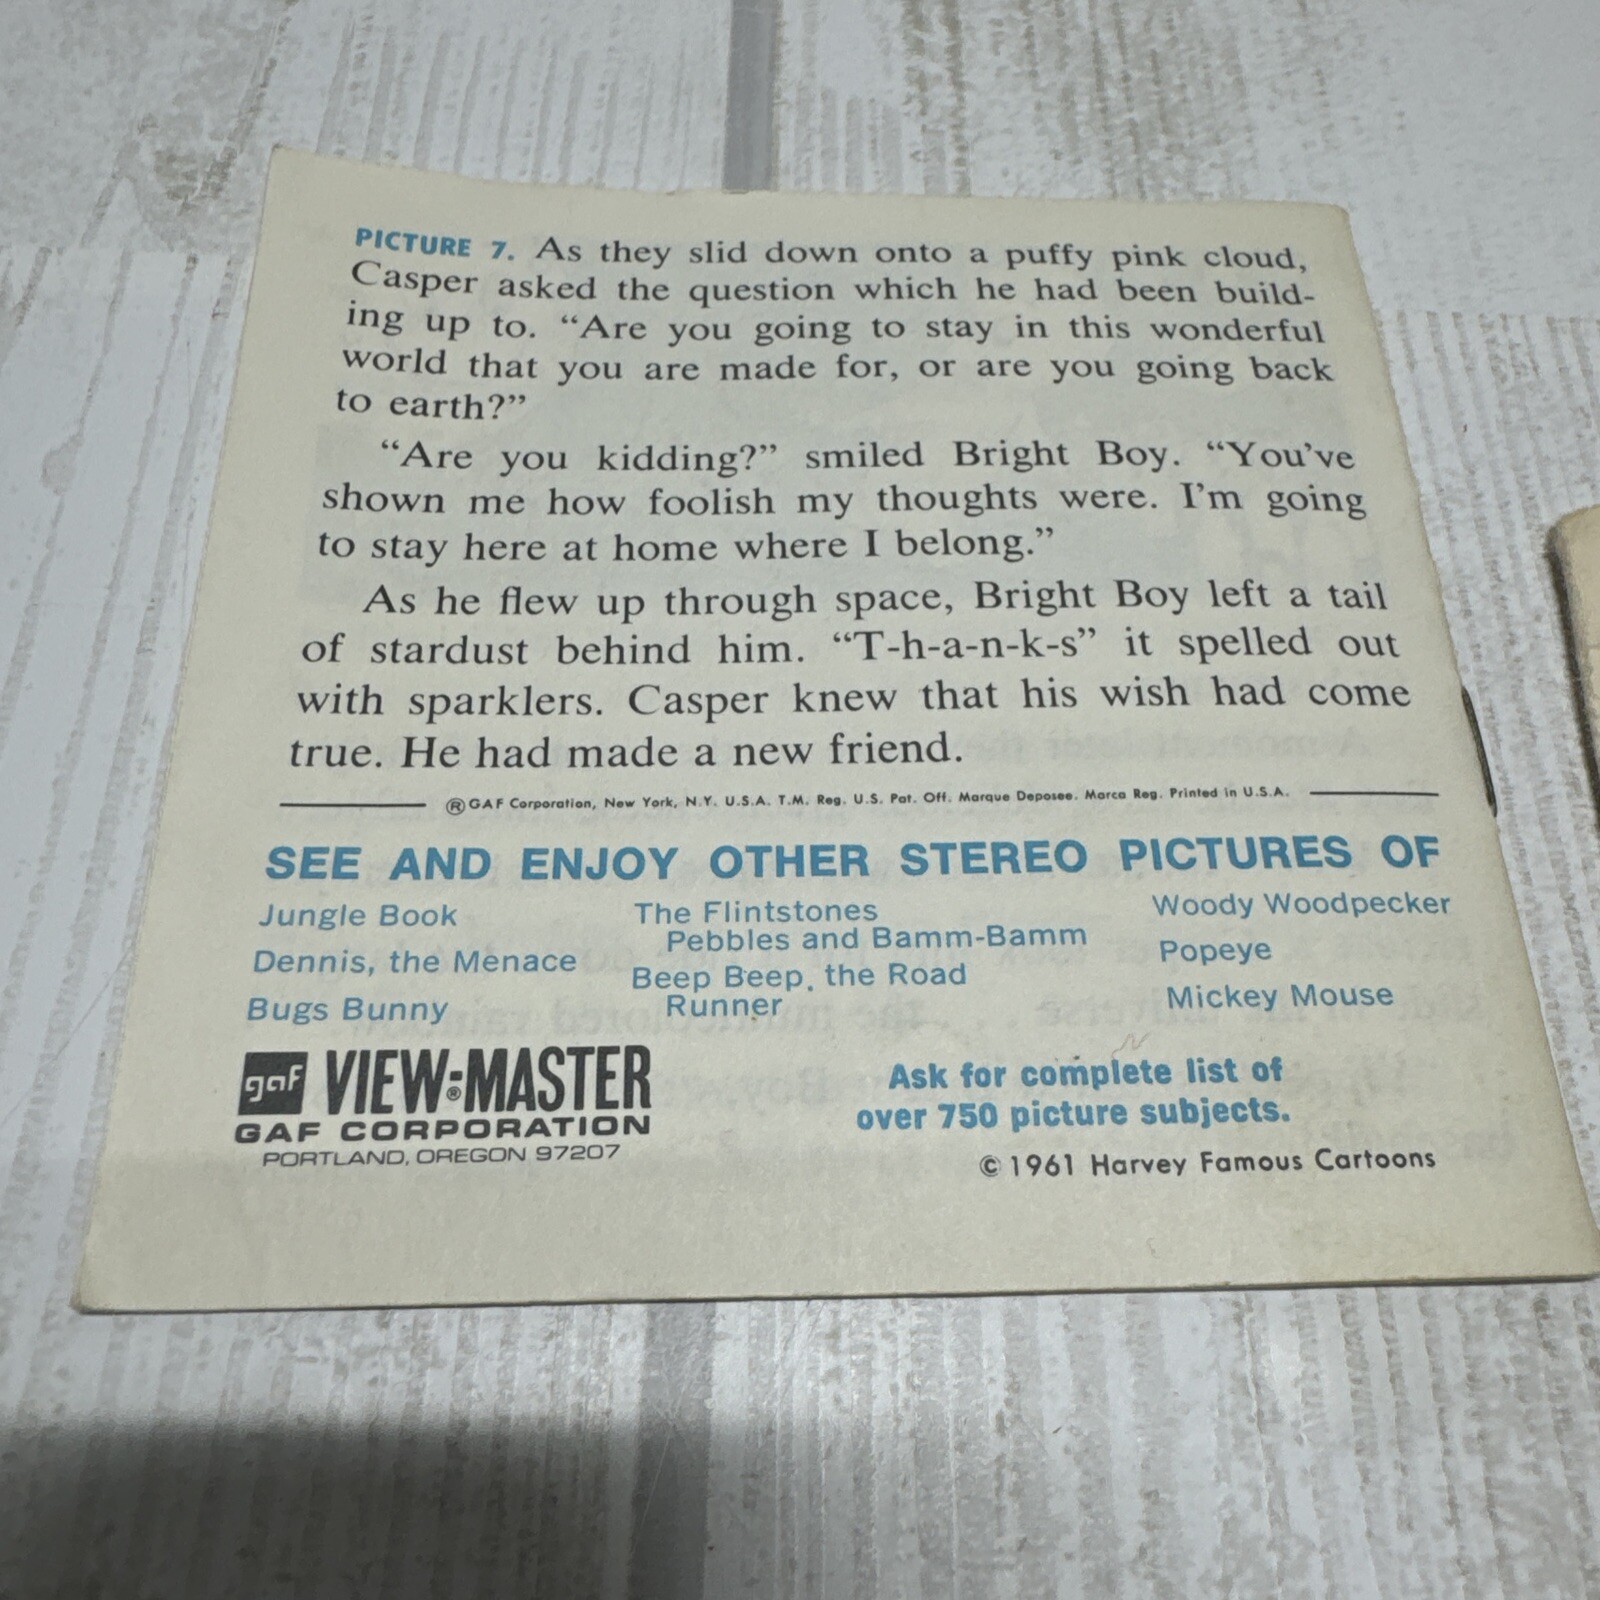 PICTURE 7. As they slid down onto a puffy pink cloud,
Casper asked the question which he had been build-
ing up to. “Are you going to stay in this wonderful
world that you are made for, or are you going back
to earth?”
“Are you kidding?” smiled Bright Boy. “You've
shown me how foolish my thoughts were. I'm going
to stay here at home where I belong.”
As he flew up through space, Bright Boy left a tail
of stardust behind him. “T-h-a-n-k-s” it spelled out
with sparklers. Casper knew that his wish had come
true. He had made a new friend.
®GAF Corporation, New York, N.Y. U.S.A. T.M. Reg. U.S. Pat. Off. Marque Deposee. Marca Reg. Printed in U.S.A.
SEE AND ENJOY OTHER STEREO PICTURES OF
Jungle Book
Dennis, the Menace
Bugs Bunny
The Flintstones
Pebbles and Bamm-Bamm
Beep Beep, the Road
Runner
Woody Woodpecker
Popeye
Mickey Mouse
gaf VIEW-MASTER®
GAF CORPORATION
PORTLAND, OREGON 97207
Ask for complete list of
over 750 picture subjects.
© 1961 Harvey Famous Cartoons